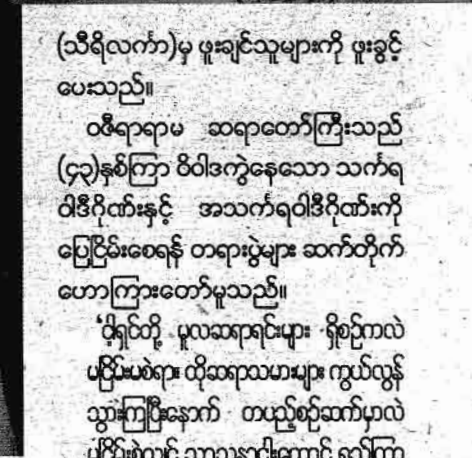 (သီရိလင်္ကာ)မှ ဖူးချင်သူများကို ဖူးခွင့်
ပေးသည်။
ဝဇီရာရာမ ဆရာတော်ကြီးသည်
(၄၃)နှစ်ကြာ ဝိဝါဒကွဲနေသော သင်္ကရ
ဝါဒီဂိုဏ်းနှင့် အသင်္ကရဝါဒီဂိုဏ်းကို
ပြေငြိမ်းစေရန် တရားပွဲများ ဆက်တိုက်
ဟောကြားတော်မူသည်။
'ငါ့ရှင်တို့ မူလဆရာရင်းများ ရှိစဉ်ကလဲ
မငြိမ်းမစဲရား ထိုဆရာသမားများ ကွယ်လွန်
သွားကြပြီးနောက် တပည့်စဉ်ဆက်မှာလဲ